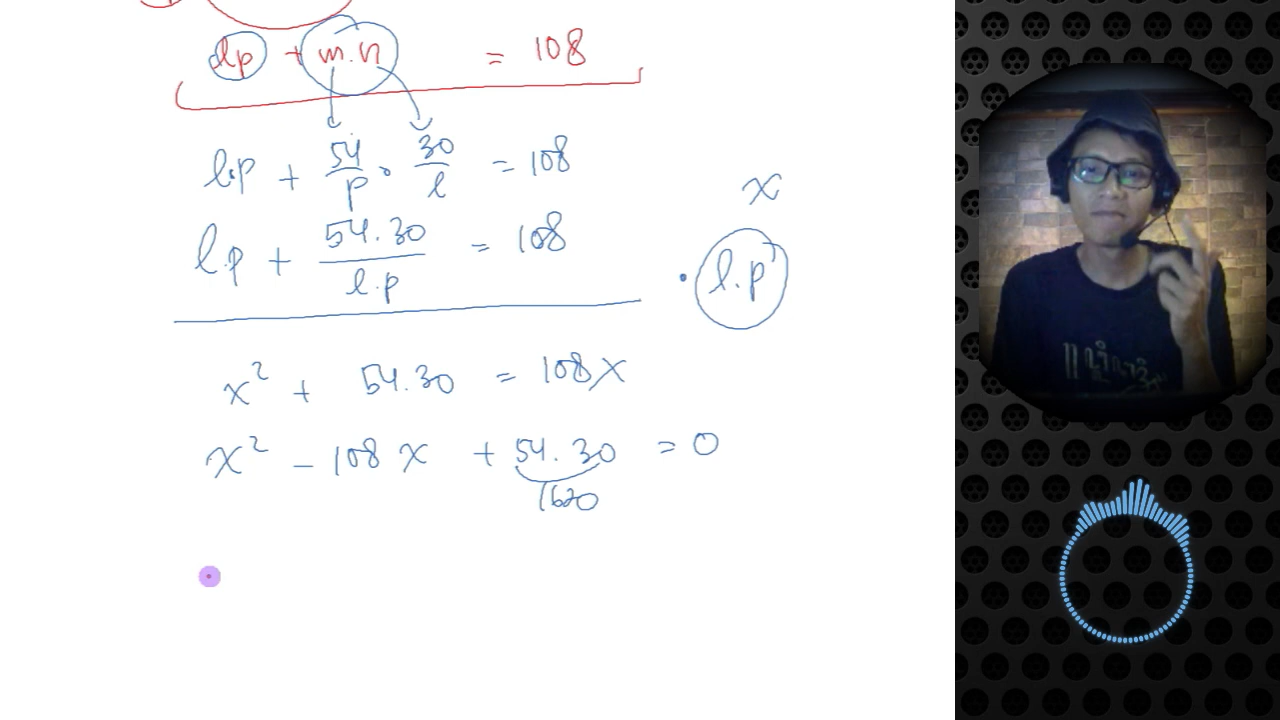 lp + m.n = 108
l.p + 54/p . 30/l = 108
x
l.p + 54.30/l.p = 108
. l.p
x² + 54.30 = 108x
x² - 108x + 54.30 = 0
1620